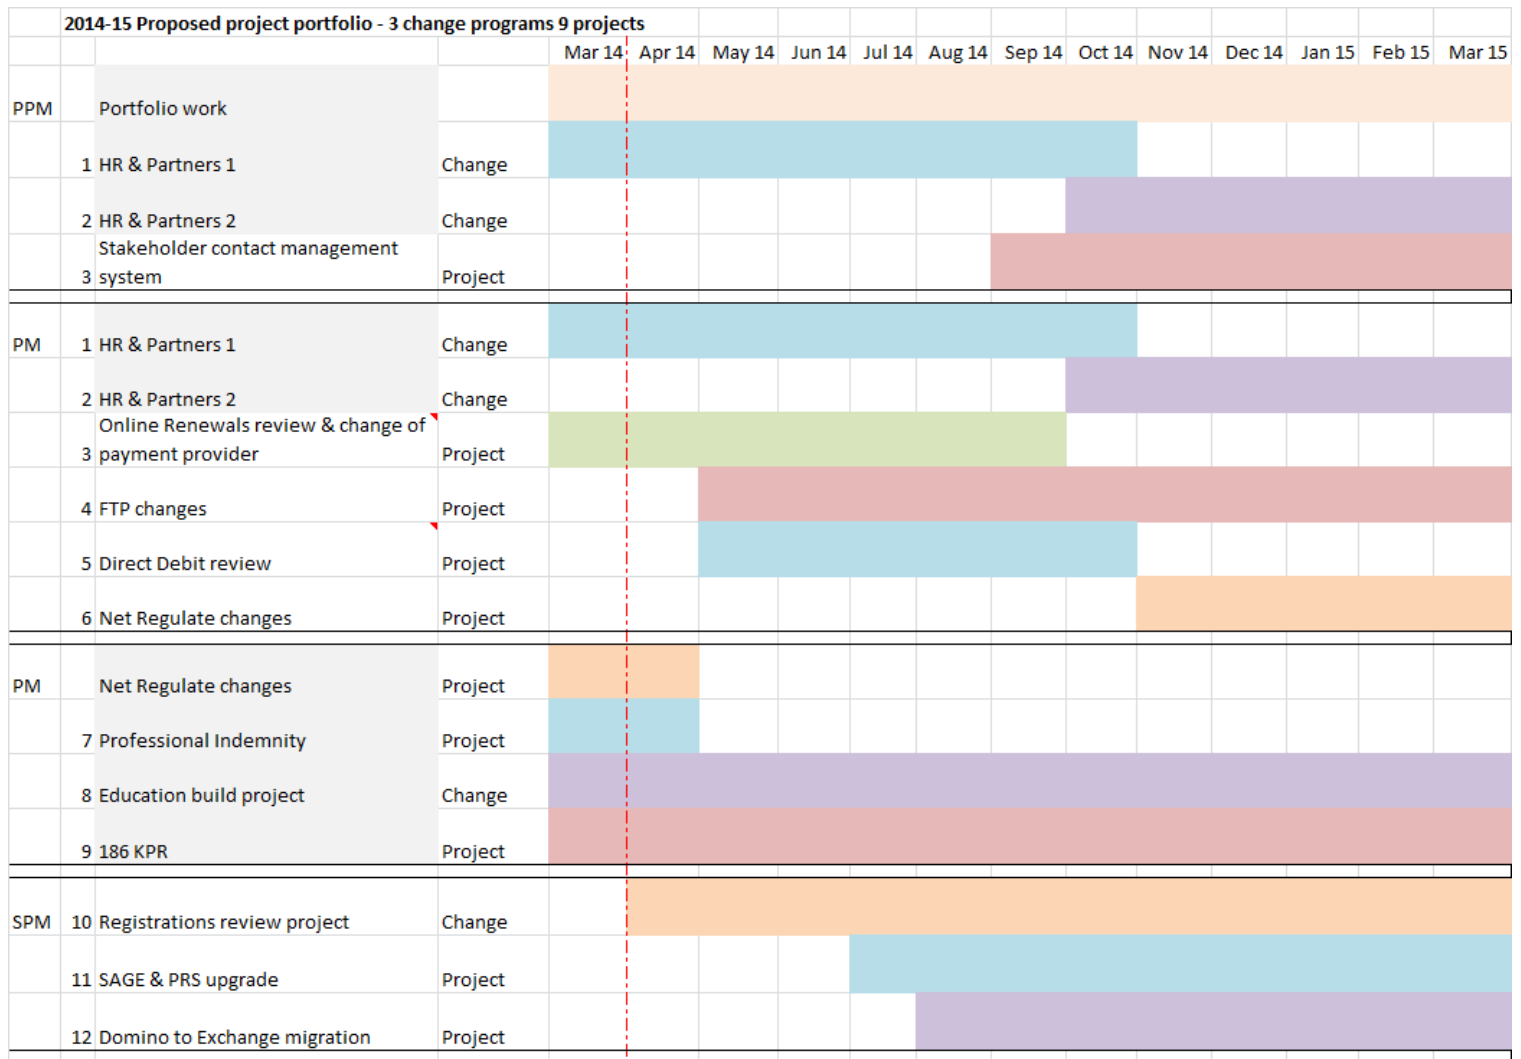 2014-15 Proposed project portfolio - 3 change programs 9 projects
Mar 14 Apr 14 May 14 Jun 14 Jul 14 Aug 14 Sep 14 Oct 14 Nov 14 Dec 14 Jan 15 Feb 15 Mar 15
PPM Portfolio work
1 HR & Partners 1 Change
2 HR & Partners 2 Change
Stakeholder contact management
3 system Project
PM 1 HR & Partners 1 Change
2 HR & Partners 2 Change
Online Renewals review & change of
3 payment provider Project
4 FTP changes Project
5 Direct Debit review Project
6 Net Regulate changes Project
PM Net Regulate changes Project
7 Professional Indemnity Project
8 Education build project Change
9 186 KPR Project
SPM 10 Registrations review project Change
11 SAGE & PRS upgrade Project
12 Domino to Exchange migration Project